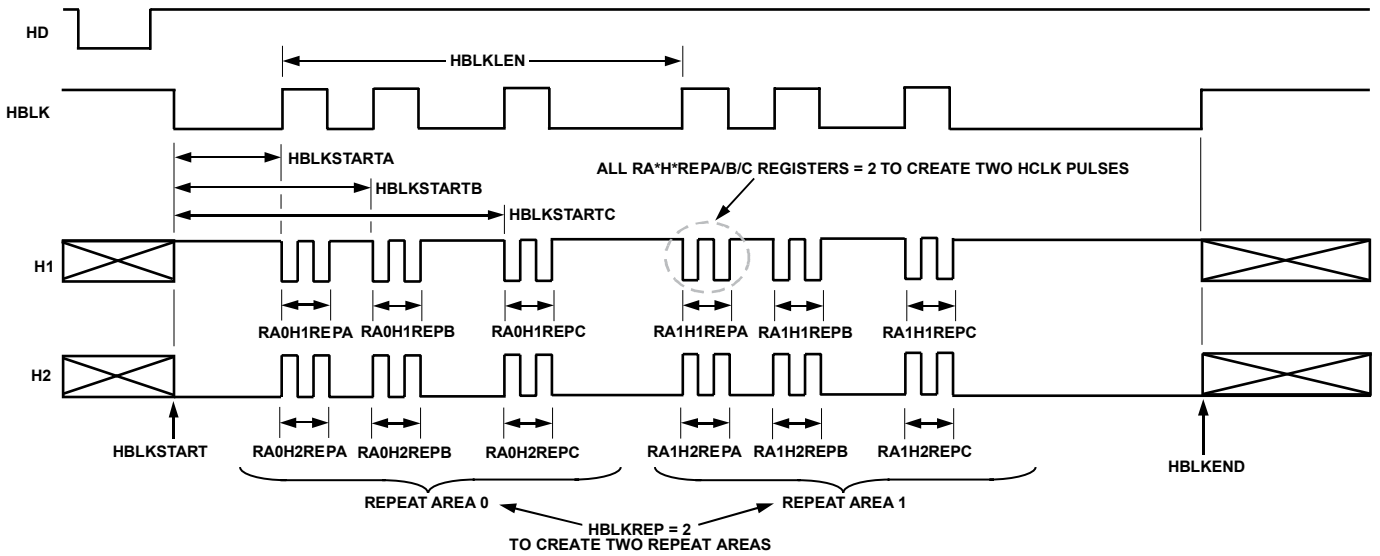 HD
HBLKLEN
HBLK
HBLKSTARTA
ALL RA*H*REPA/B/C REGISTERS = 2 TO CREATE TWO HCLK PULSES
HBLKSTARTB
HBLKSTARTC
H1
RA0H1REPA RA0H1REPB RA0H1REPC RA1H1REPA RA1H1REPB RA1H1REPC
H2
HBLKSTART
RA0H2REPA RA0H2REPB RA0H2REPC RA1H2REPA RA1H2REPB RA1H2REPC
HBLKEND
REPEAT AREA 0
REPEAT AREA 1
HBLKREP = 2
TO CREATE TWO REPEAT AREAS